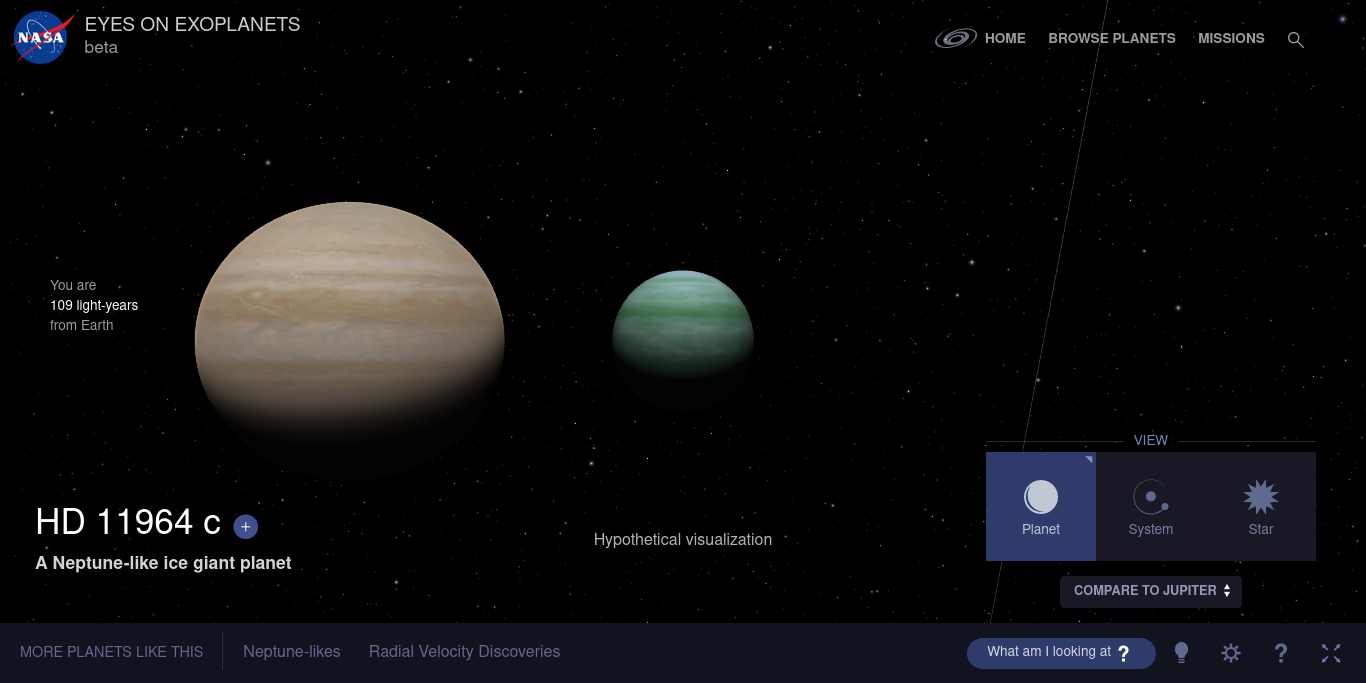 NASA
EYES ON EXOPLANETS
beta
HOME
BROWSE PLANETS
MISSIONS
You are
109 light-years
from Earth
HD 11964 c +
A Neptune-like ice giant planet
Hypothetical visualization
VIEW
Planet
System
Star
COMPARE TO JUPITER
MORE PLANETS LIKE THIS
Neptune-likes
Radial Velocity Discoveries
What am I looking at ?
?